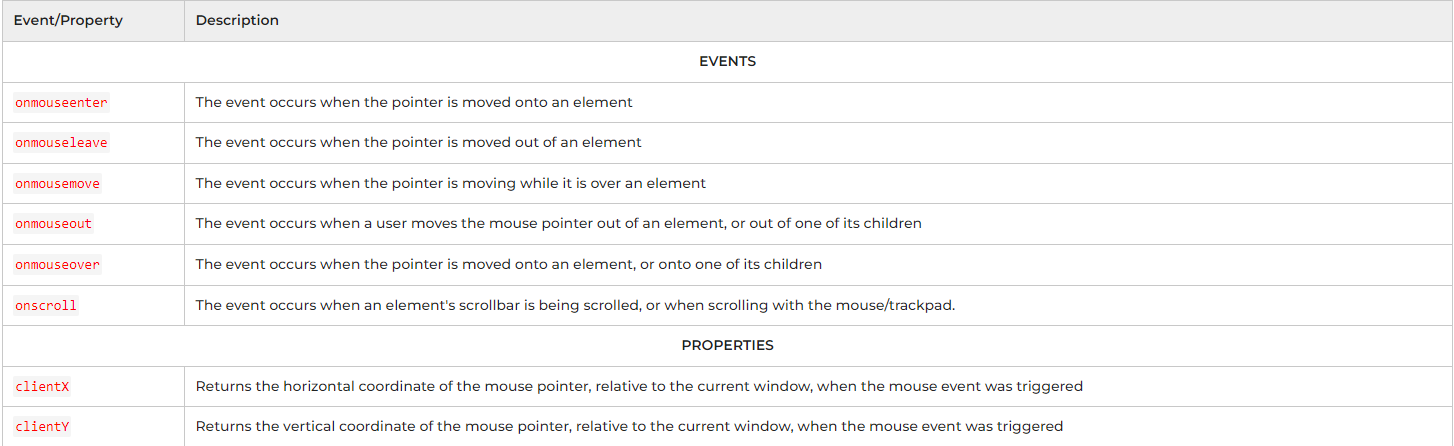 Event/Property Description
EVENTS
onmouseenter The event occurs when the pointer is moved onto an element
onmouseleave The event occurs when the pointer is moved out of an element
onmousemove The event occurs when the pointer is moving while it is over an element
onmouseout The event occurs when a user moves the mouse pointer out of an element, or out of one of its children
onmouseover The event occurs when the pointer is moved onto an element, or onto one of its children
onscroll The event occurs when an element's scrollbar is being scrolled, or when scrolling with the mouse/trackpad.
PROPERTIES
clientX Returns the horizontal coordinate of the mouse pointer, relative to the current window, when the mouse event was triggered
clientY Returns the vertical coordinate of the mouse pointer, relative to the current window, when the mouse event was triggered